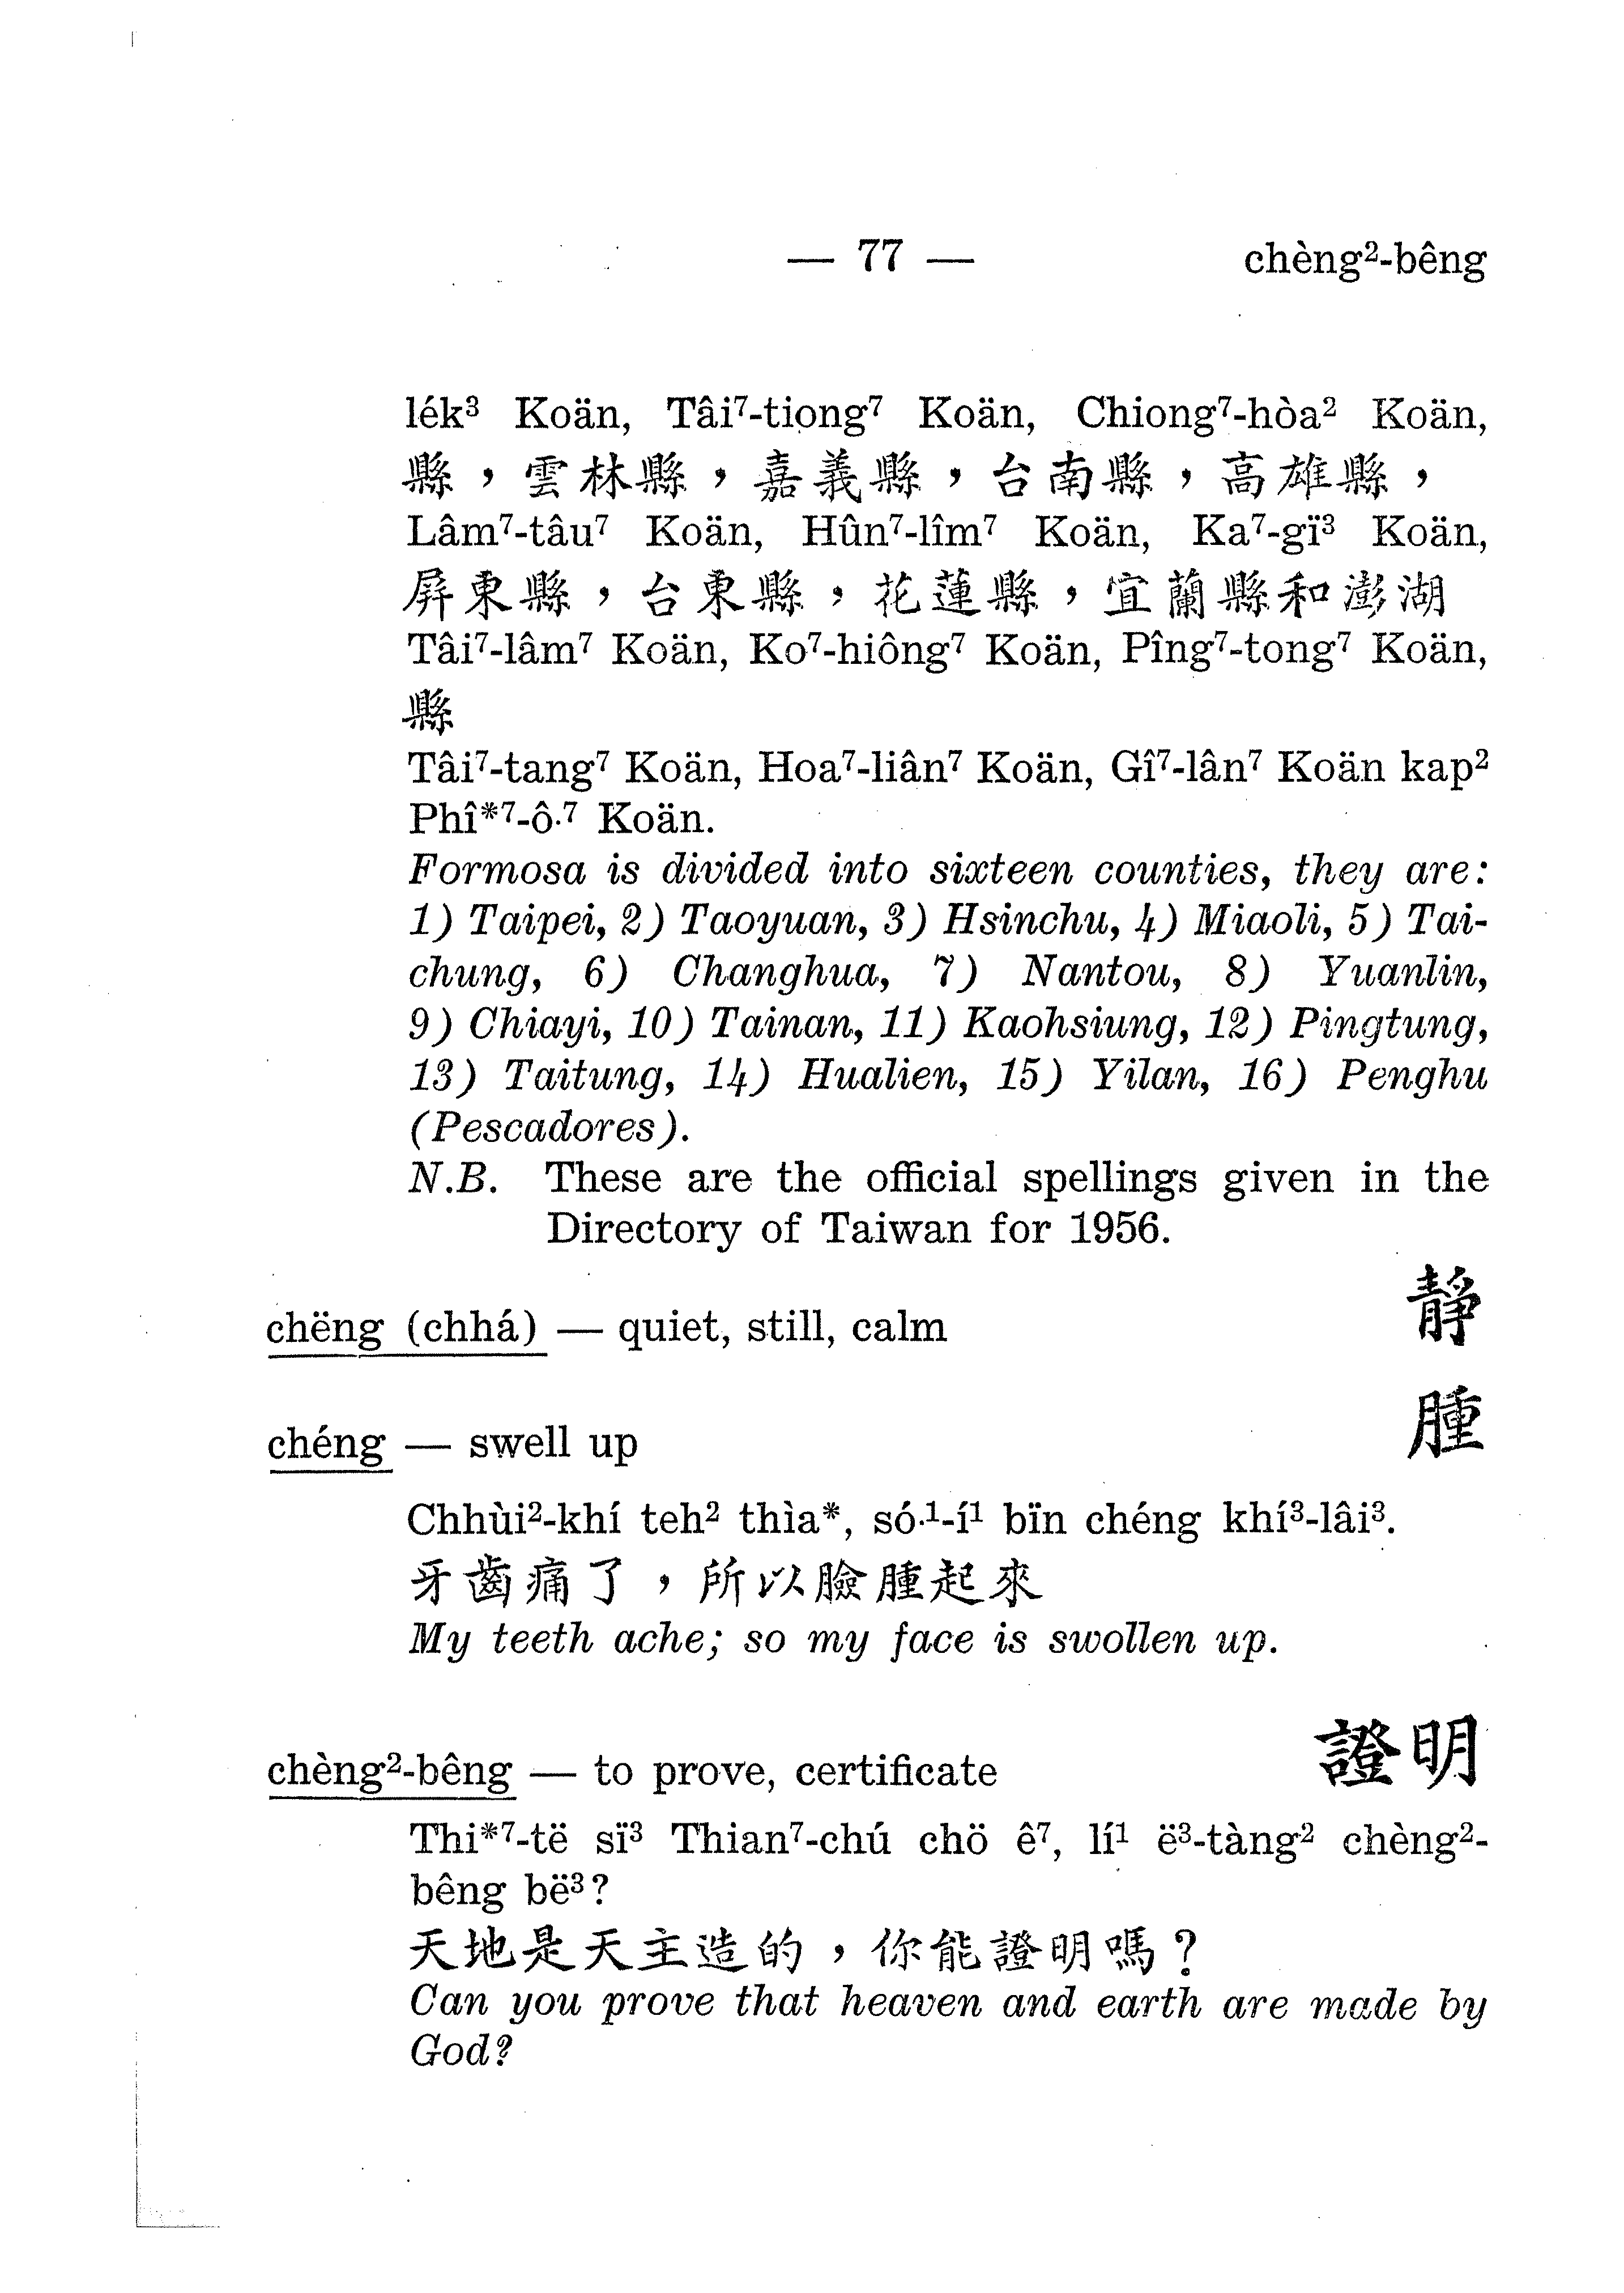 — 77 — chèng²-bêng
lék³ Koän, Tâi⁷-tiong⁷ Koän, Chiong⁷-hòa² Koän,
縣，雲林縣，嘉義縣，台南縣，高雄縣，
Lâm⁷-tâu⁷ Koän, Hûn⁷-lîm⁷ Koän, Ka⁷-gï³ Koän,
屏東縣，台東縣，花蓮縣，宜蘭縣和澎湖
Tâi⁷-lâm⁷ Koän, Ko⁷-hiông⁷ Koän, Pîng⁷-tong⁷ Koän,
縣
Tâi⁷-tang⁷ Koän, Hoa⁷-liân⁷ Koän, Gî⁷-lân⁷ Koän kap²
Phî*⁷-ô·⁷ Koän.
Formosa is divided into sixteen counties, they are:
1) Taipei, 2) Taoyuan, 3) Hsinchu, 4) Miaoli, 5) Tai-
chung, 6) Changhua, 7) Nantou, 8) Yuanlin,
9) Chiayi, 10) Tainan, 11) Kaohsiung, 12) Pingtung,
13) Taitung, 14) Hualien, 15) Yilan, 16) Penghu
(Pescadores).
N.B. These are the official spellings given in the
Directory of Taiwan for 1956.
chëng (chhá) — quiet, still, calm 靜
chéng — swell up 腫
Chhùi²-khí teh² thìa*, só·¹-í¹ bïn chéng khí³-lâi³.
牙齒痛了，所以臉腫起來
My teeth ache; so my face is swollen up.
chèng²-bêng — to prove, certificate 證明
Thi*⁷-të sï³ Thian⁷-chú chö ê⁷, lí¹ ë³-tàng² chèng²-
bêng bë³?
天地是天主造的，你能證明嗎？
Can you prove that heaven and earth are made by
God?